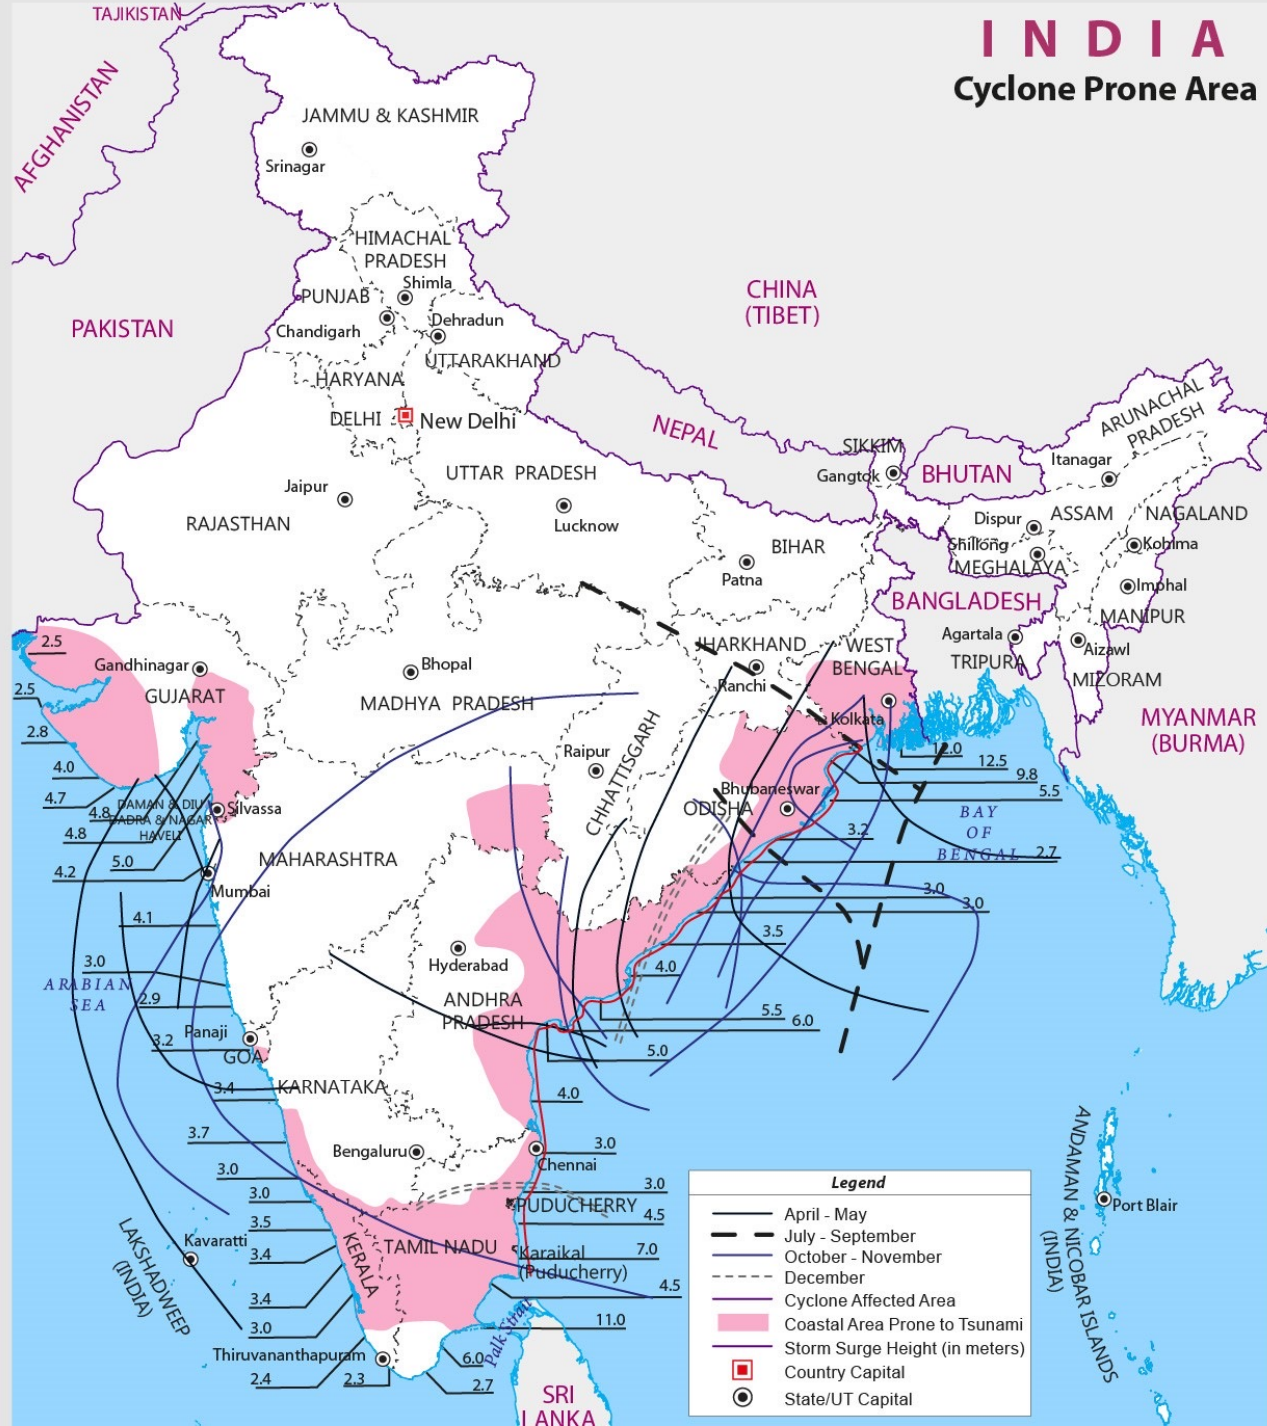 INDIA
Cyclone Prone Area
TAJIKISTAN
AFGHANISTAN
JAMMU & KASHMIR
Srinagar
HIMACHAL
PRADESH
Shimla
PUNJAB
Chandigarh
Dehradun
UTTARAKHAND
HARYANA
DELHI
New Delhi
PAKISTAN
CHINA
(TIBET)
NEPAL
SIKKIM
Gangtok
BHUTAN
ARUNACHAL
PRADESH
Itanagar
UTTAR PRADESH
Lucknow
Jaipur
RAJASTHAN
BIHAR
Patna
Dispur
ASSAM
NAGALAND
Shillong
MEGHALAYA
Kohima
Imphal
MANIPUR
BANGLADESH
Agartala
TRIPURA
Aizawl
MIZORAM
MYANMAR
(BURMA)
JHARKHAND
Ranchi
WEST
BENGAL
Kolkata
2.5
Gandhinagar
GUJARAT
2.5
2.8
4.0
4.7
4.8
4.8
DAMAN & DIU
DADRA & NAGAR
HAVELI
Silvassa
5.0
4.2
Mumbai
Bhopal
MADHYA PRADESH
Raipur
CHHATTISGARH
Bhubaneswar
ODISHA
MAHARASHTRA
12.0
12.5
9.8
5.5
BAY
OF
BENGAL
3.2
2.7
3.0
3.0
3.5
4.0
5.5
6.0
5.0
4.1
3.0
ARABIAN
SEA
2.9
Panaji
3.2
GOA
3.4
KARNATAKA
Hyderabad
ANDHRA
PRADESH
4.0
3.7
Bengaluru
3.0
Chennai
3.0
3.0
3.0
PUDUCHERRY
4.5
3.5
Kavaratti
3.4
LAKSHADWEEP
(INDIA)
KERALA
TAMIL NADU
Karaikal
(Puducherry)
7.0
4.5
3.4
3.0
11.0
Palk Strait
Thiruvananthapuram
2.4
2.3
6.0
2.7
SRI
LANKA
ANDAMAN & NICOBAR ISLANDS
(INDIA)
Port Blair
Legend
April - May
July - September
October - November
December
Cyclone Affected Area
Coastal Area Prone to Tsunami
Storm Surge Height (in meters)
Country Capital
State/UT Capital